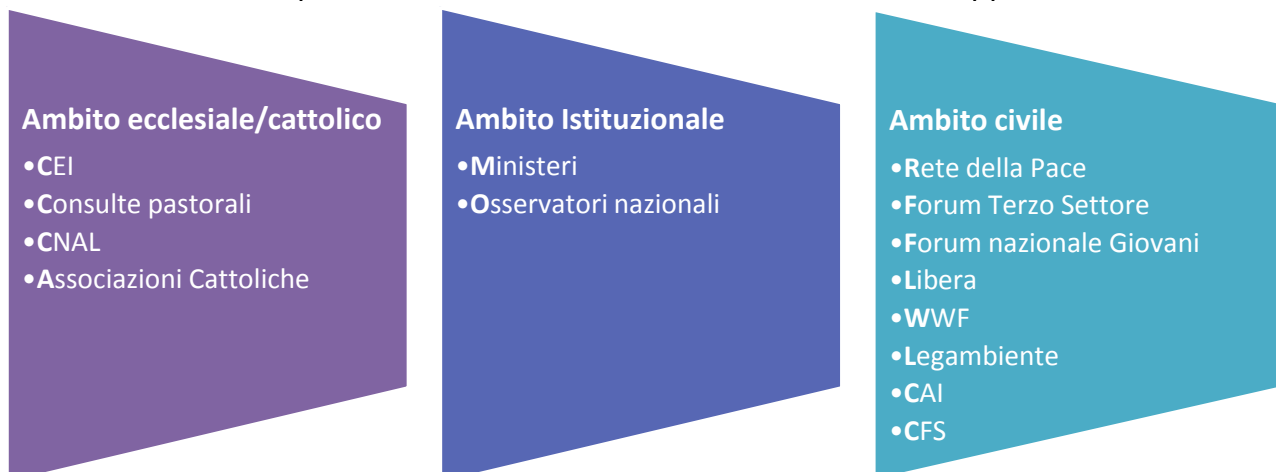 Ambito ecclesiale/cattolico
•CEI
•Consulte pastorali
•CNAL
•Associazioni Cattoliche
Ambito Istituzionale
•Ministeri
•Osservatori nazionali
Ambito civile
•Rete della Pace
•Forum Terzo Settore
•Forum nazionale Giovani
•Libera
•WWF
•Legambiente
•CAI
•CFS